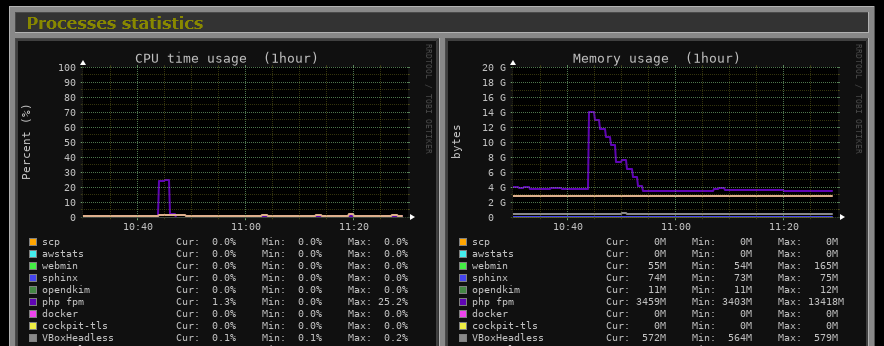 Processes statistics
CPU time usage  (1hour)
RRDTOOL / TOBI OETIKER
Percent (%)
100
90
80
70
60
50
40
30
20
10
0
10:40 11:00 11:20
scp Cur: 0.0% Min: 0.0% Max: 0.0%
awstats Cur: 0.0% Min: 0.0% Max: 0.0%
webmin Cur: 0.0% Min: 0.0% Max: 0.0%
sphinx Cur: 0.0% Min: 0.0% Max: 0.0%
opendkim Cur: 0.0% Min: 0.0% Max: 0.0%
php fpm Cur: 1.3% Min: 0.0% Max: 25.2%
docker Cur: 0.0% Min: 0.0% Max: 0.0%
cockpit-tls Cur: 0.0% Min: 0.0% Max: 0.0%
VBoxHeadless Cur: 0.1% Min: 0.1% Max: 0.2%
Memory usage  (1hour)
RRDTOOL / TOBI OETIKER
bytes
20 G
18 G
16 G
14 G
12 G
10 G
8 G
6 G
4 G
2 G
0
10:40 11:00 11:20
scp Cur: 0M Min: 0M Max: 0M
awstats Cur: 0M Min: 0M Max: 0M
webmin Cur: 55M Min: 54M Max: 165M
sphinx Cur: 74M Min: 73M Max: 75M
opendkim Cur: 11M Min: 11M Max: 12M
php fpm Cur: 3459M Min: 3403M Max: 13418M
docker Cur: 0M Min: 0M Max: 0M
cockpit-tls Cur: 0M Min: 0M Max: 0M
VBoxHeadless Cur: 572M Min: 564M Max: 579M